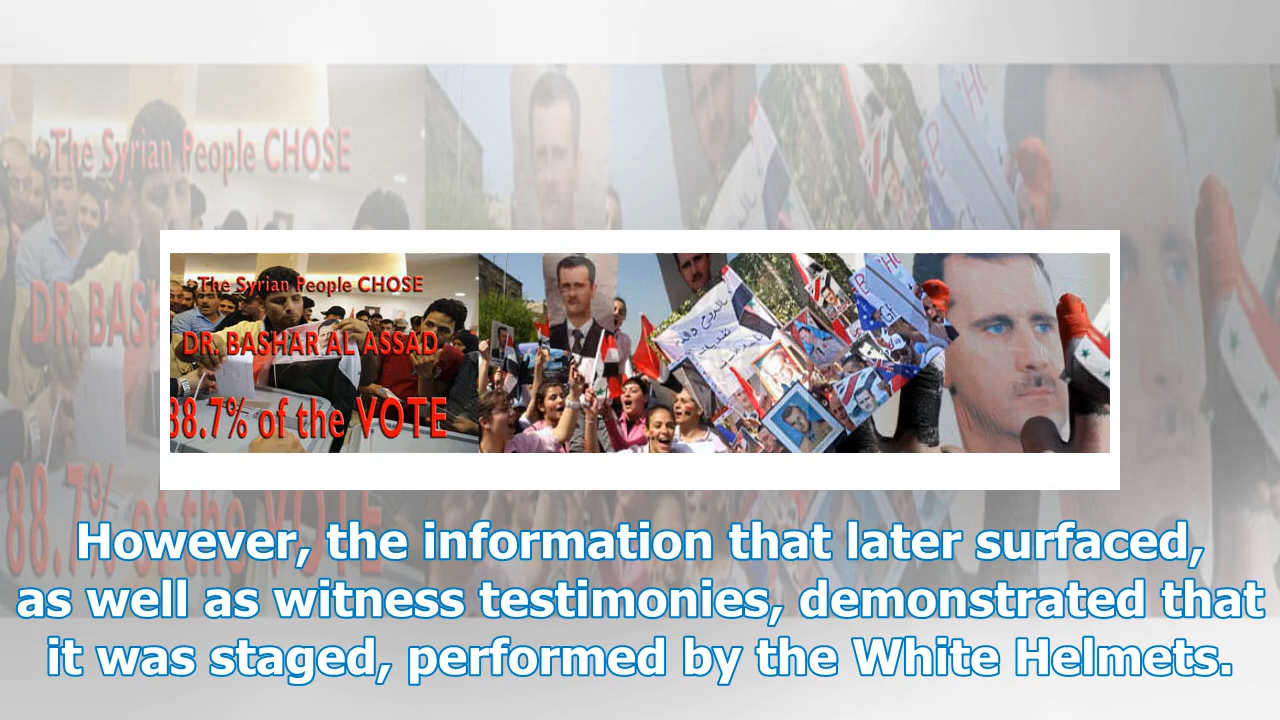 The Syrian People CHOSE
DR. BASHAR AL ASSAD
88.7% of the VOTE
However, the information that later surfaced,
as well as witness testimonies, demonstrated that
it was staged, performed by the White Helmets.